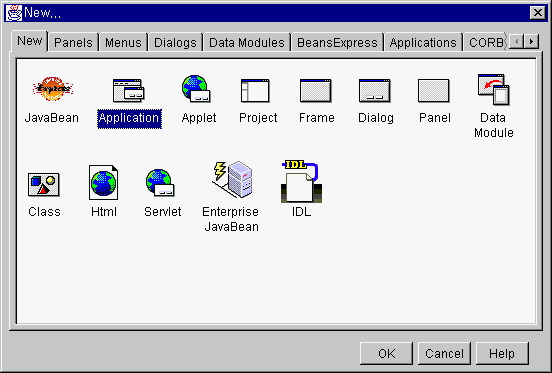 New...
New Panels Menus Dialogs Data Modules BeansExpress Applications CORB
Express
JavaBean Application Applet Project Frame Dialog Panel Data
Module
IDL
Class Html Servlet Enterprise IDL
JavaBean
OK Cancel Help